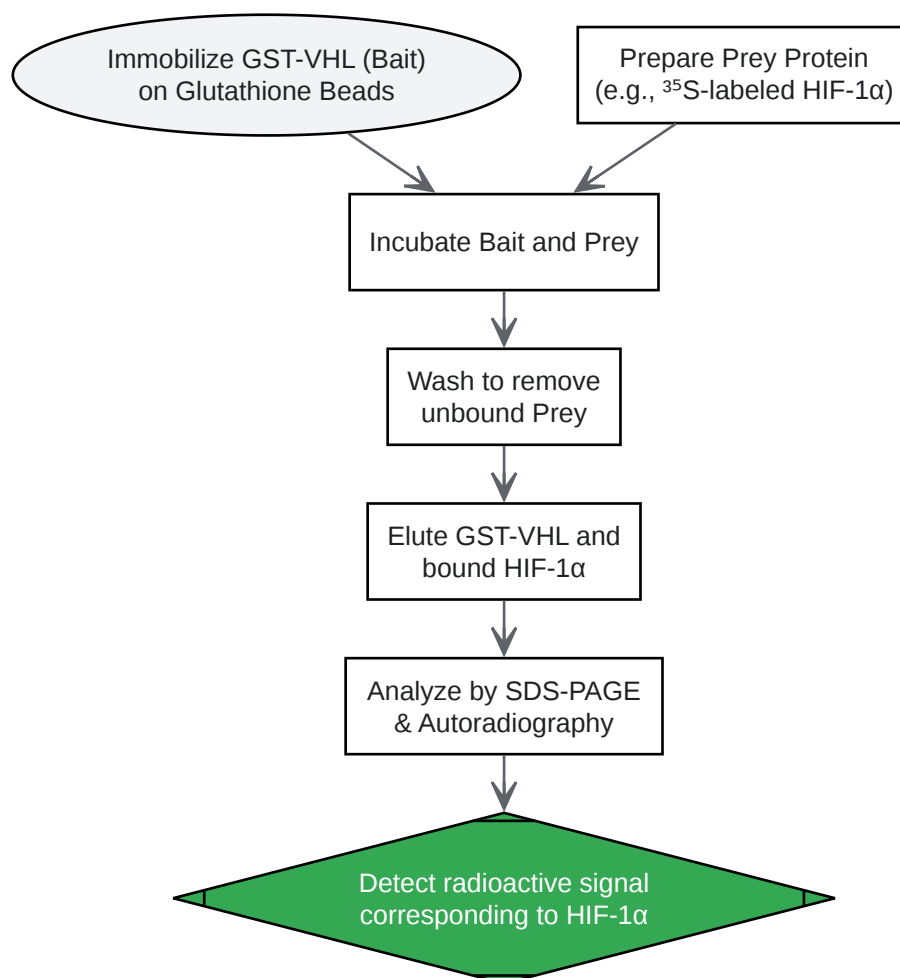 Immobilize GST-VHL (Bait)
on Glutathione Beads
Prepare Prey Protein
(e.g., ³⁵S-labeled HIF-1α)
Incubate Bait and Prey
Wash to remove
unbound Prey
Elute GST-VHL and
bound HIF-1α
Analyze by SDS-PAGE
& Autoradiography
Detect radioactive signal
corresponding to HIF-1α